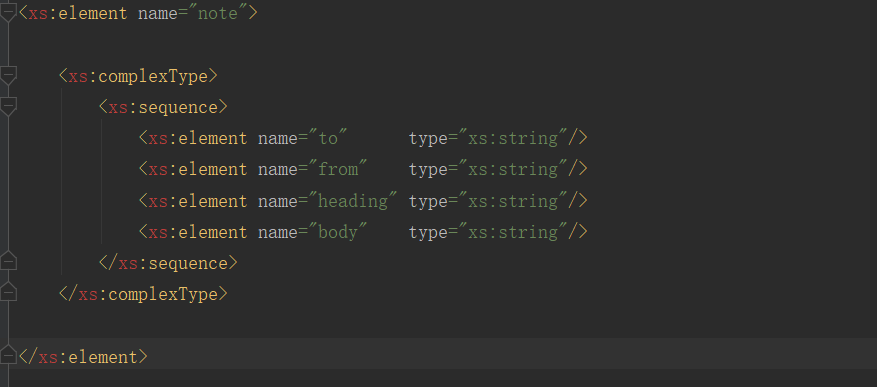 <xs:element name="note">
<xs:complexType>
<xs:sequence>
<xs:element name="to" type="xs:string"/>
<xs:element name="from" type="xs:string"/>
<xs:element name="heading" type="xs:string"/>
<xs:element name="body" type="xs:string"/>
</xs:sequence>
</xs:complexType>
</xs:element>